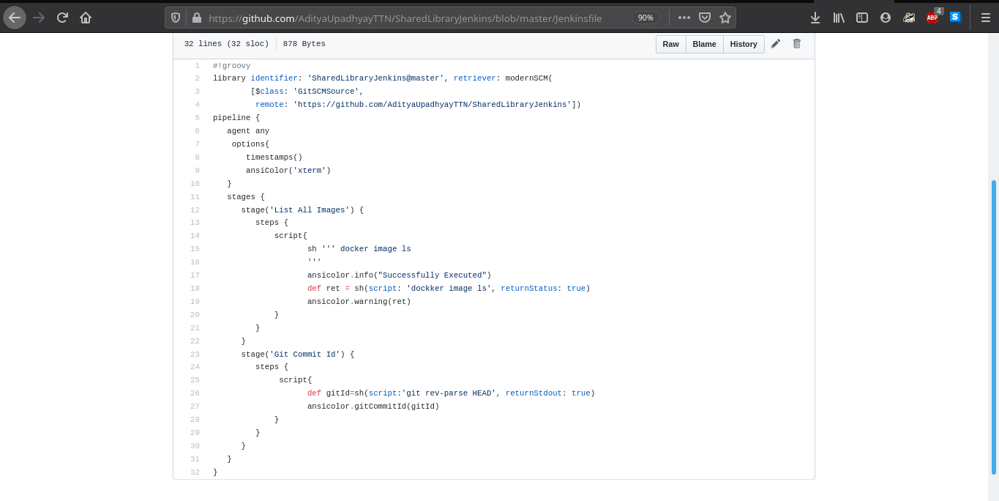 https://github.com/AdityaUpadhyayTTN/SharedLibraryJenkins/blob/master/Jenkinsfile 90%
ABP 4 S
32 lines (32 sloc) 878 Bytes Raw Blame History
1 #!groovy
2 library identifier: 'SharedLibraryJenkins@master', retriever: modernSCM(
3         [$class: 'GitSCMSource',
4          remote: 'https://github.com/AdityaUpadhyayTTN/SharedLibraryJenkins'])
5 pipeline {
6    agent any
7     options{
8        timestamps()
9        ansiColor('xterm')
10    }
11    stages {
12       stage('List All Images') {
13          steps {
14              script{
15                     sh ''' docker image ls
16                     '''
17                     ansicolor.info("Successfully Executed")
18                     def ret = sh(script: 'dockker image ls', returnStatus: true)
19                     ansicolor.warning(ret)
20              }
21          }
22       }
23       stage('Git Commit Id') {
24          steps {
25               script{
26                     def gitId=sh(script:'git rev-parse HEAD', returnStdout: true)
27                     ansicolor.gitCommitId(gitId)
28              }
29          }
30       }
31    }
32 }